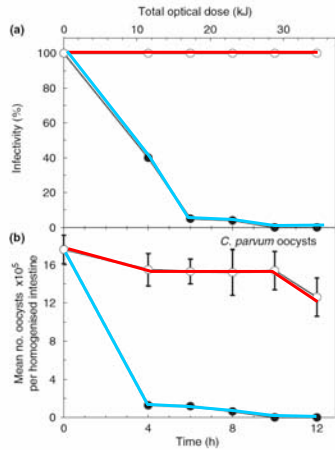 Total optical dose (kJ)
0 10 20 30
(a)
100
80
60
40
20
0
Infectivity (%)
(b)
C. parvum oocysts
16
12
8
4
0
Mean no. oocysts x10⁵
per homogenised intestine
0 4 8 12
Time (h)